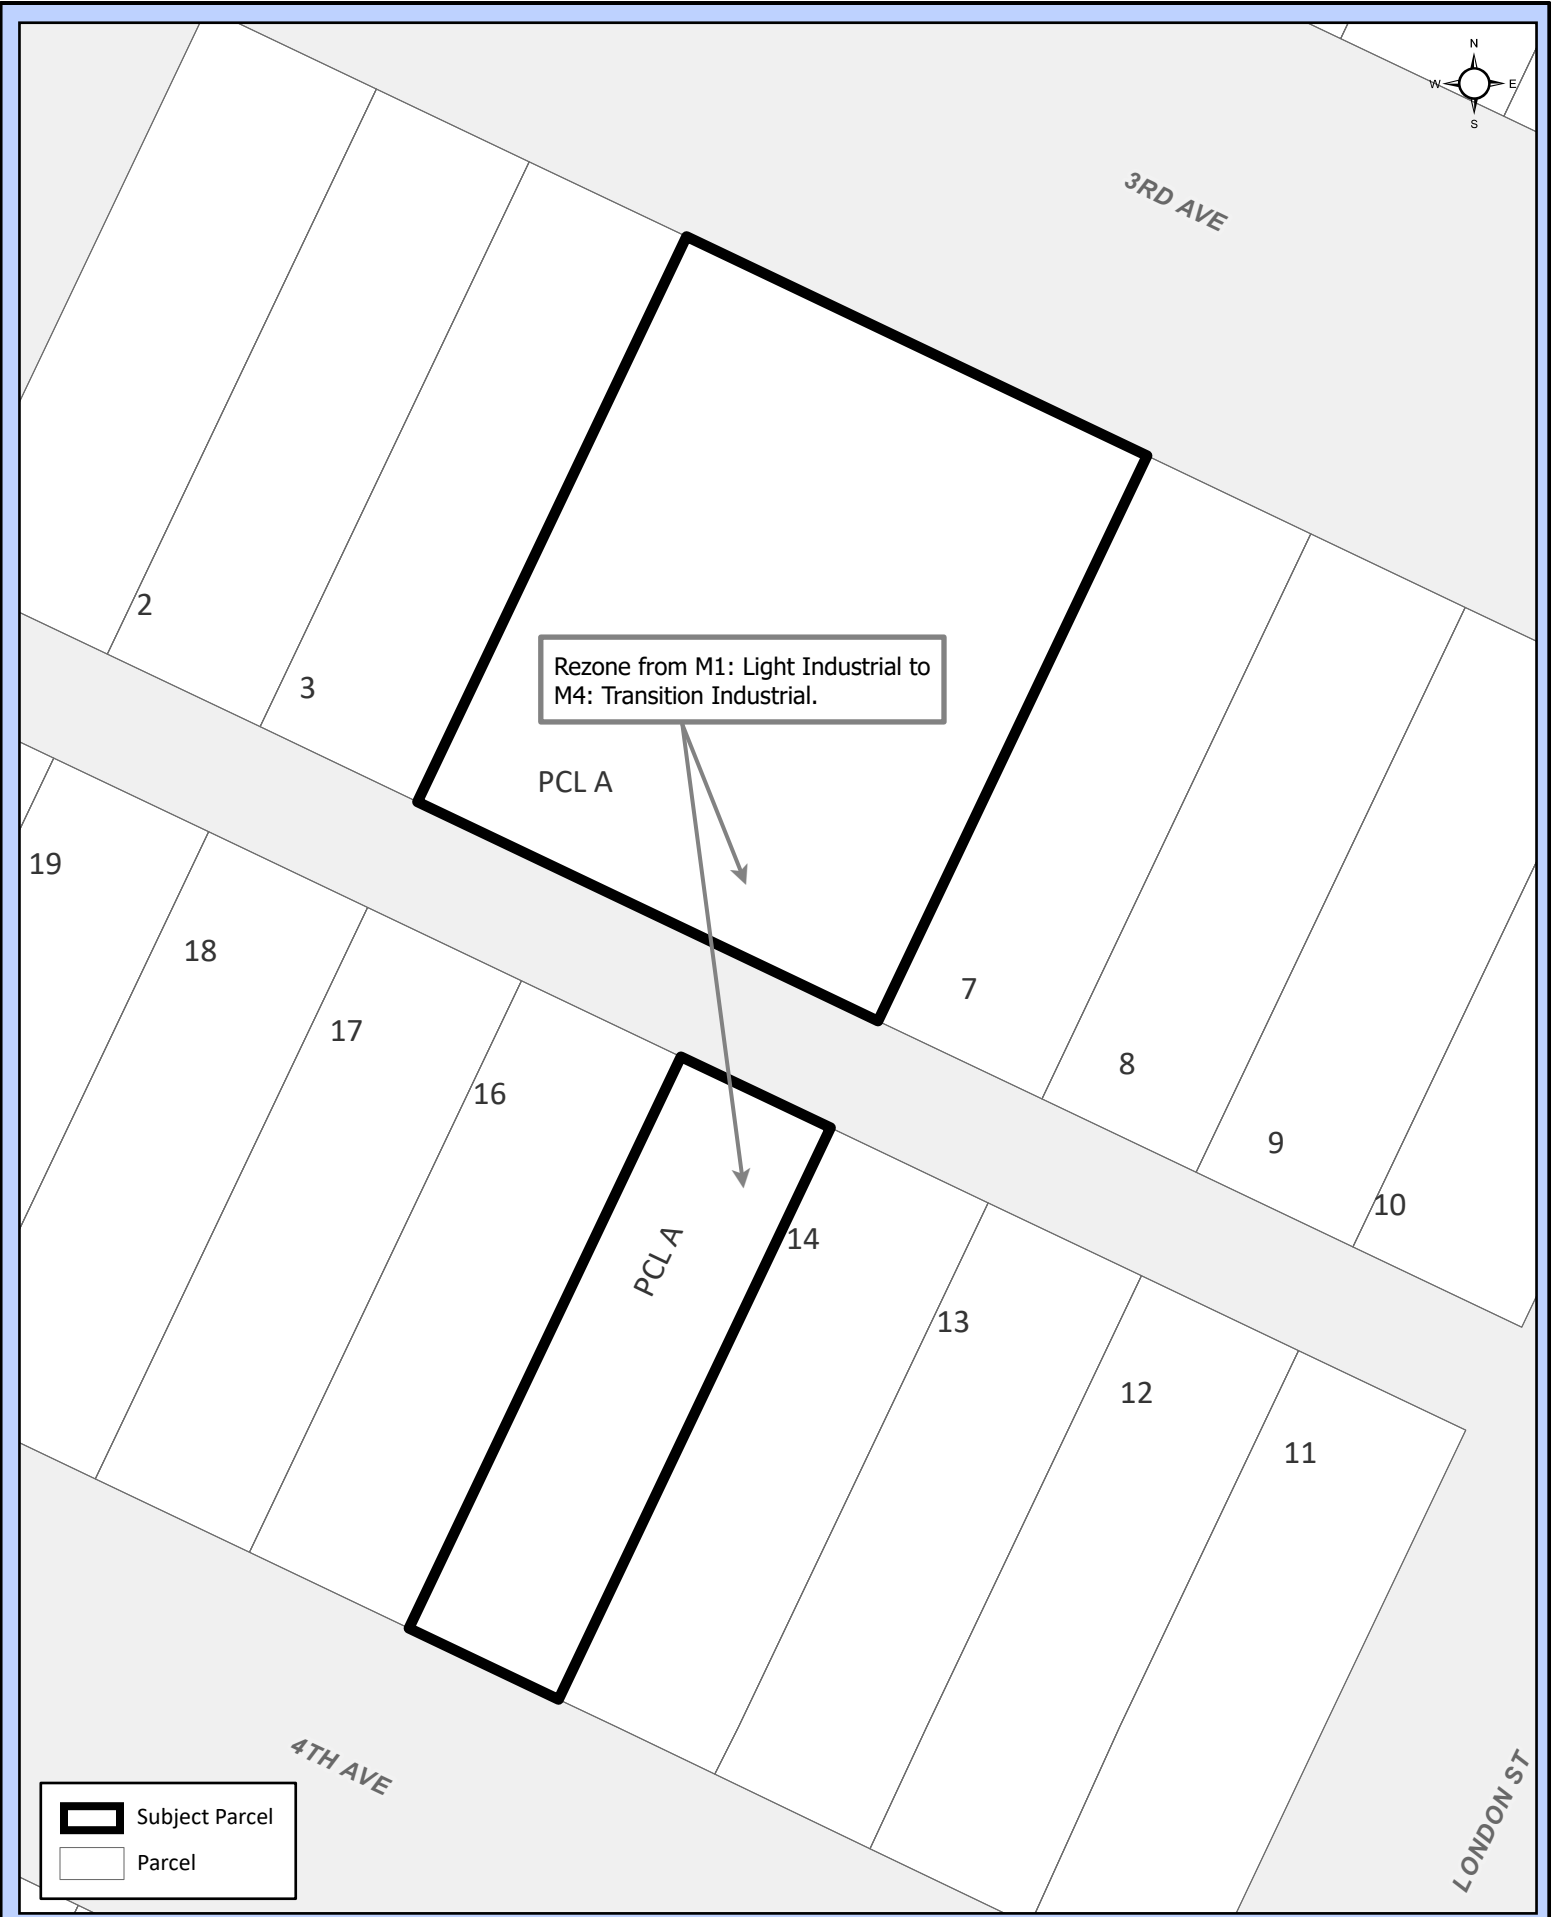 N
W
E
S
3RD AVE
2
3
Rezone from M1: Light Industrial to
M4: Transition Industrial.
PCL A
19
18
17
16
7
8
9
10
PCL A
14
13
12
11
4TH AVE
LONDON ST
Subject Parcel
Parcel